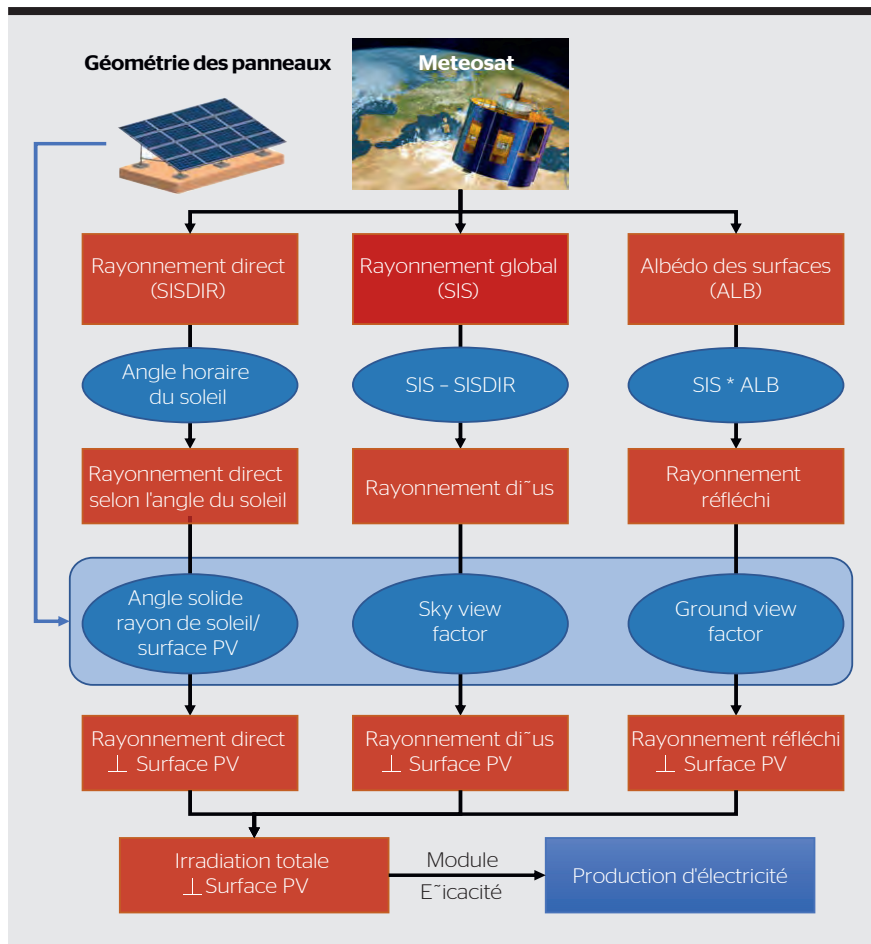 Géométrie des panneaux
Meteosat
Rayonnement direct
(SISDIR)
Rayonnement global
(SIS)
Albédo des surfaces
(ALB)
Angle horaire
du soleil
SIS – SISDIR
SIS * ALB
Rayonnement direct
selon l'angle du soleil
Rayonnement di˜us
Rayonnement
réfléchi
Angle solide
rayon de soleil/
surface PV
Sky view
factor
Ground view
factor
Rayonnement direct
⊥ Surface PV
Rayonnement di˜us
⊥ Surface PV
Rayonnement réfléchi
⊥ Surface PV
Irradiation totale
⊥ Surface PV
Module
E˜icacité
Production d'électricité